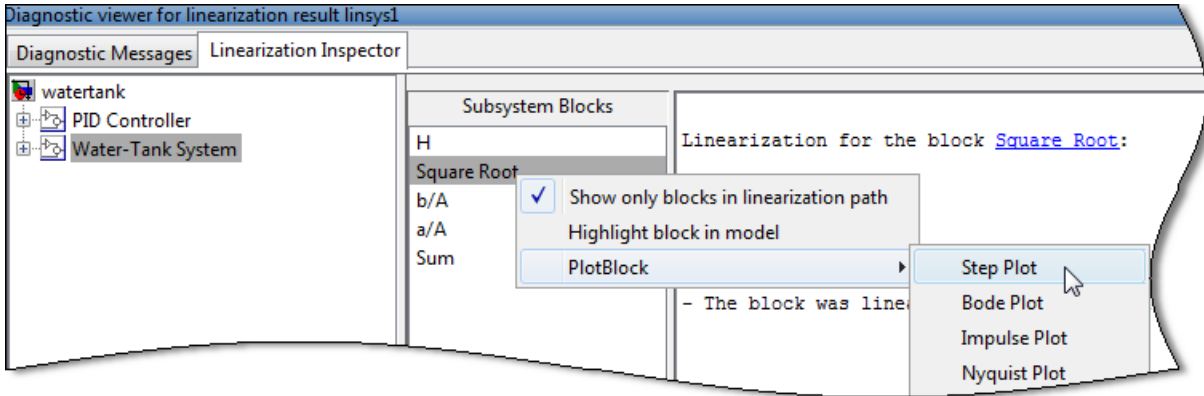 Diagnostic viewer for linearization result linsys1
Diagnostic Messages Linearization Inspector
watertank
PID Controller
Water-Tank System
Subsystem Blocks
H
Square Root
b/A
a/A
Sum
Linearization for the block Square Root:
Show only blocks in linearization path
Highlight block in model
PlotBlock
- The block was
Step Plot
Bode Plot
Impulse Plot
Nyquist Plot